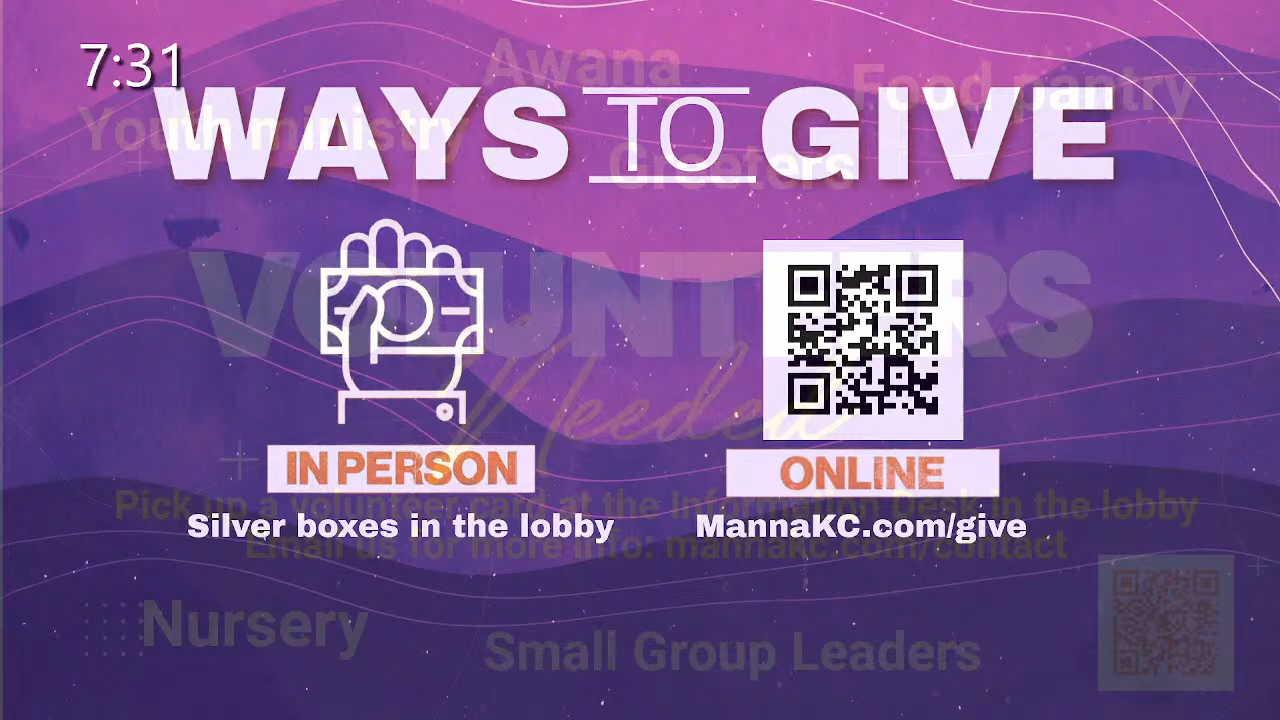 7:31
Awana
Food pantry
Youth ministry
WAYS TO GIVE
Greeters
VOLUNTEERS
Needed
IN PERSON
ONLINE
Pick up a volunteer card at the Information Desk in the lobby
Silver boxes in the lobby
MannaKC.com/give
Email us for more info: mannakc.com/contact
Nursery
Small Group Leaders